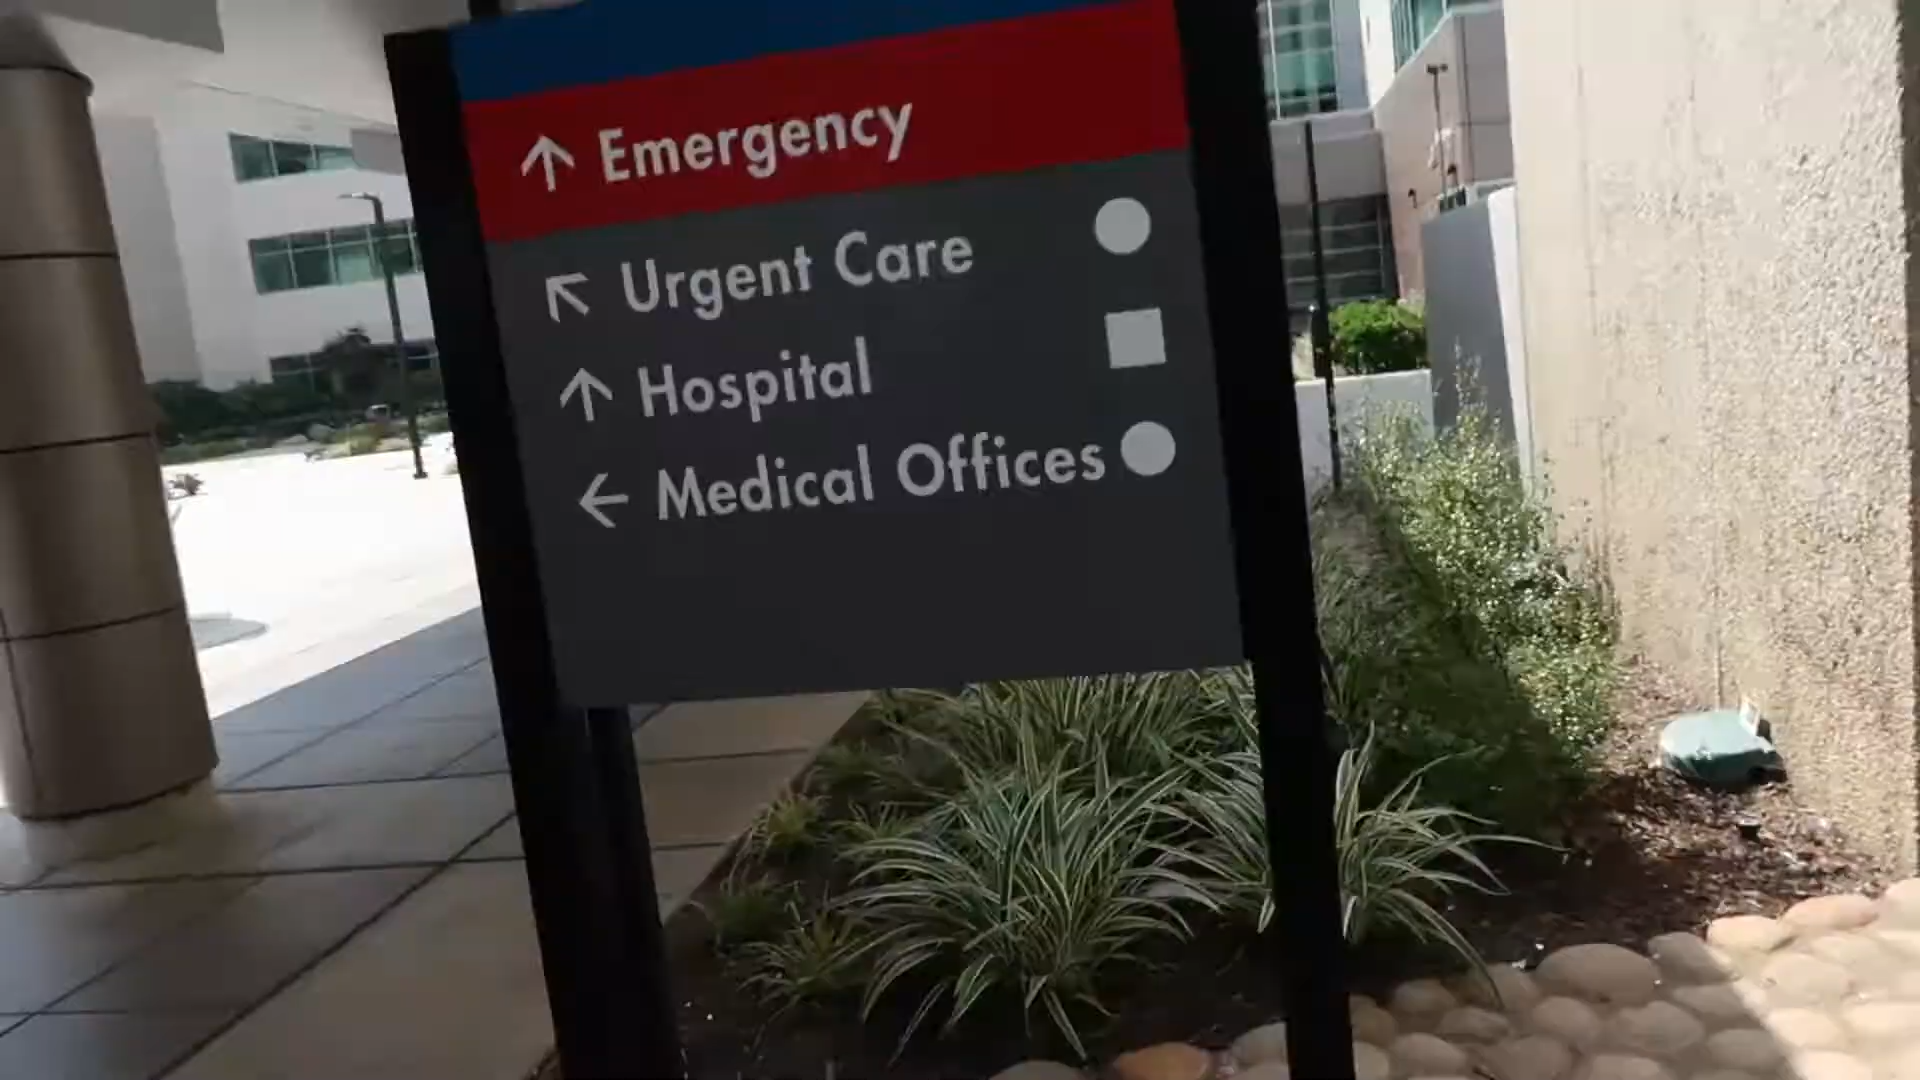 ↑ Emergency
↖ Urgent Care
↑ Hospital
← Medical Offices